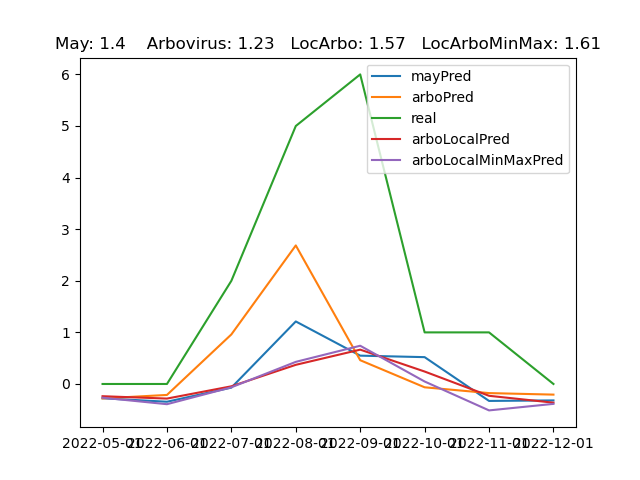 May: 1.4    Arbovirus: 1.23   LocArbo: 1.57   LocArboMinMax: 1.61
6
5
4
3
2
1
0
mayPred
arboPred
real
arboLocalPred
arboLocalMinMaxPred
2022-05-01 2022-06-01 2022-07-01 2022-08-01 2022-09-01 2022-10-01 2022-11-01 2022-12-01